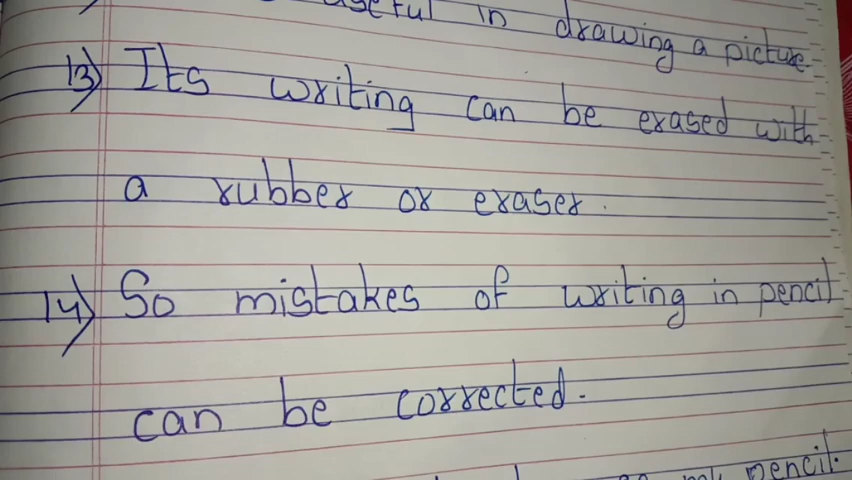 useful in drawing a picture
13) Its writing can be erased with
a rubber or eraser.
14) So mistakes of writing in pencil
can be corrected.
my pencil.